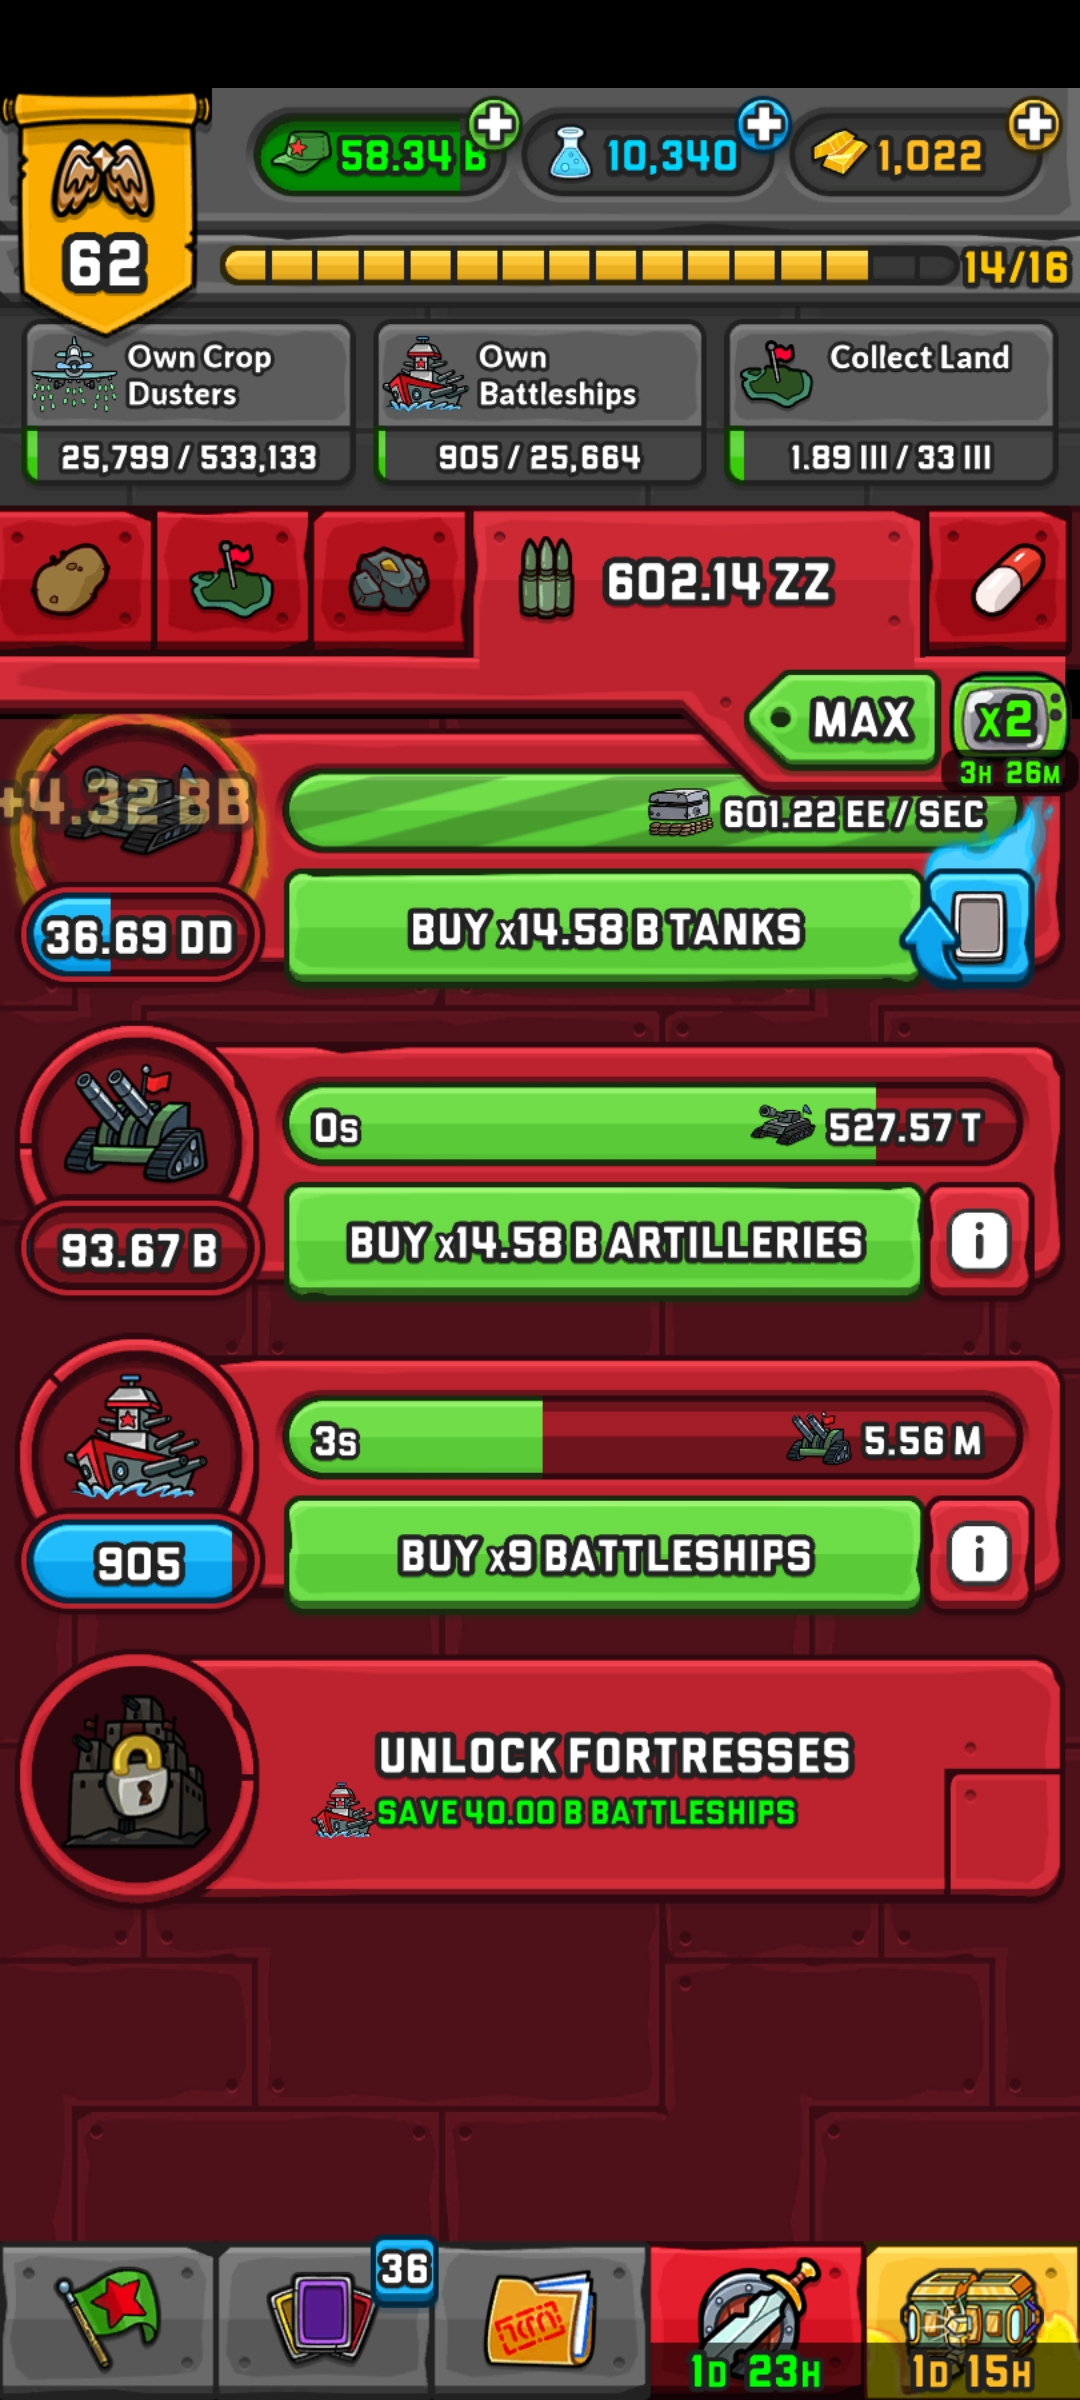 58.34 B
10,340
1,022
62
14/16
Own Crop
Dusters
25,799 / 533,133
Own
Battleships
905 / 25,664
Collect Land
1.89 III / 33 III
602.14 ZZ
MAX
x2
3H 26M
+4.32 BB
601.22 EE / SEC
36.69 DD
BUY x14.58 B TANKS
0s
527.57 T
93.67 B
BUY x14.58 B ARTILLERIES
i
3s
5.56 M
905
BUY x9 BATTLESHIPS
i
UNLOCK FORTRESSES
SAVE 40.00 B BATTLESHIPS
36
1D 23H
1D 15H